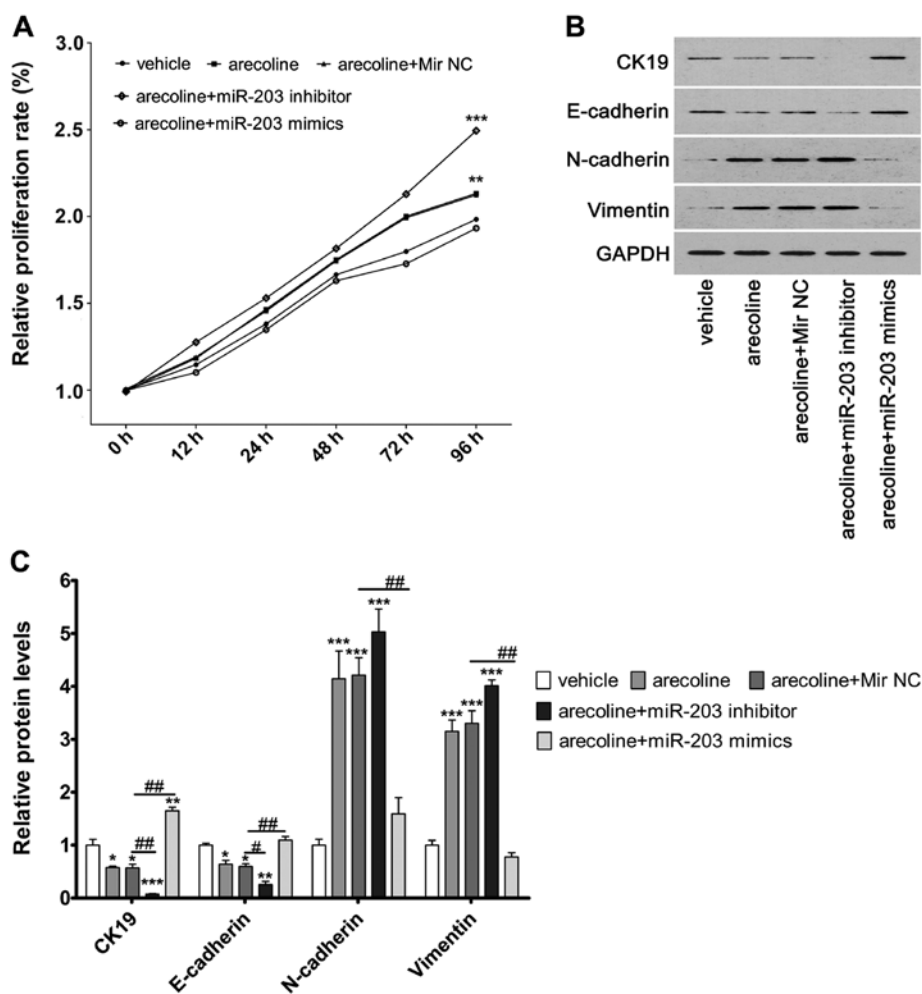 A
3.0
vehicle arecoline arecoline+Mir NC
arecoline+miR-203 inhibitor
arecoline+miR-203 mimics
2.5
2.0
1.5
1.0
***
**
Relative proliferation rate (%)
0 h 12 h 24 h 48 h 72 h 96 h
B
CK19
E-cadherin
N-cadherin
Vimentin
GAPDH
vehicle
arecoline
arecoline+Mir NC
arecoline+miR-203 inhibitor
arecoline+miR-203 mimics
C
Relative protein levels
6
5
4
3
2
1
0
* * ## *** ## **
* * # ** ##
*** *** *** ##
*** *** *** ##
CK19 E-cadherin N-cadherin Vimentin
vehicle arecoline arecoline+Mir NC
arecoline+miR-203 inhibitor
arecoline+miR-203 mimics